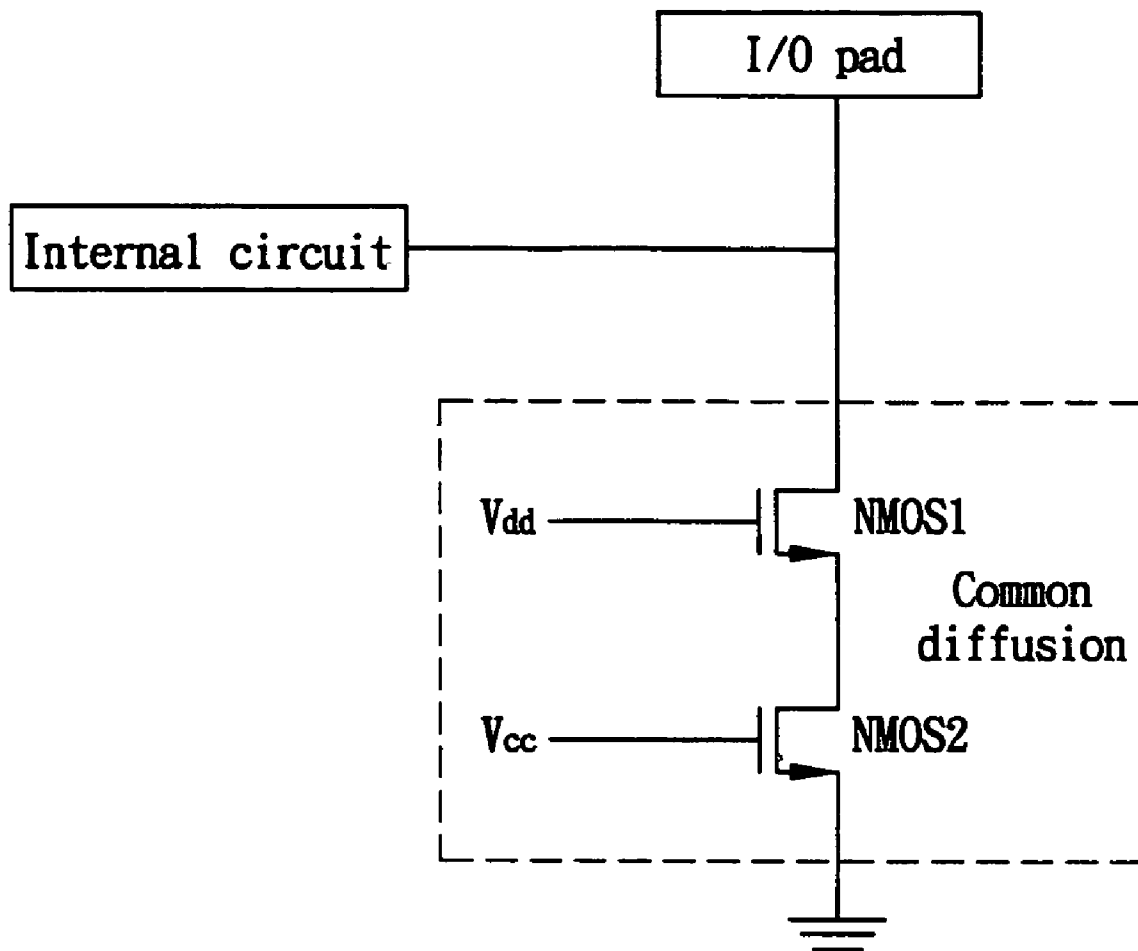 I/O pad
Internal circuit
Vdd
NMOS1
Common
diffusion
Vcc
NMOS2